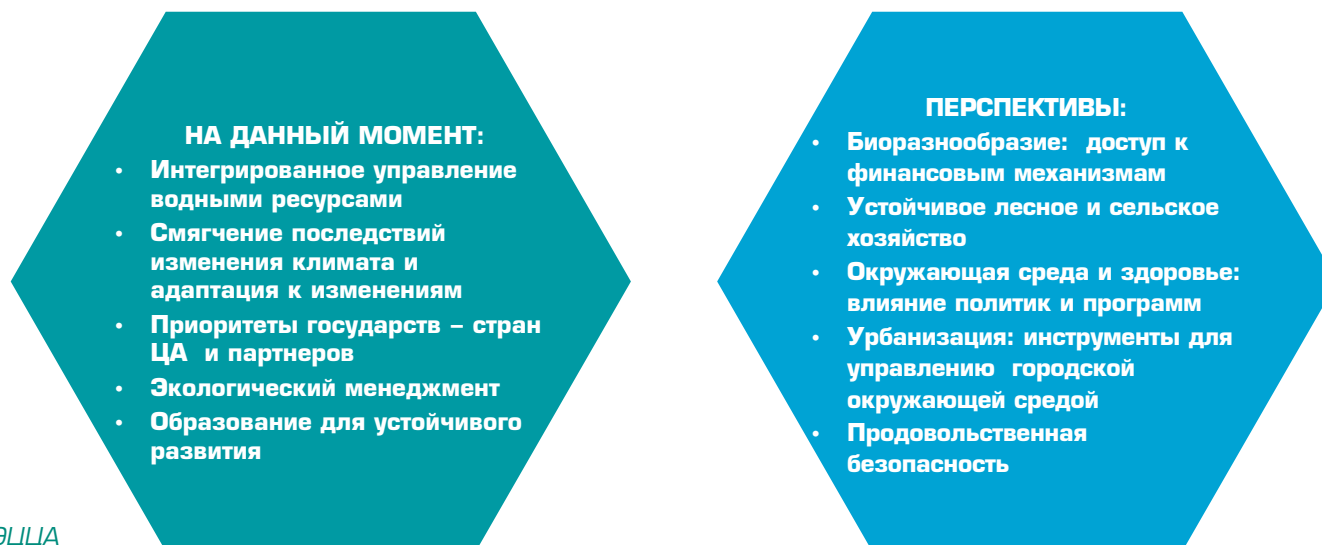 НА ДАННЫЙ МОМЕНТ:
• Интегрированное управление
водными ресурсами
• Смягчение последствий
изменения климата и
адаптация к изменениям
• Приоритеты государств – стран
ЦА и партнеров
• Экологический менеджмент
• Образование для устойчивого
развития
ПЕРСПЕКТИВЫ:
• Биоразнообразие: доступ к
финансовым механизмам
• Устойчивое лесное и сельское
хозяйство
• Окружающая среда и здоровье:
влияние политик и программ
• Урбанизация: инструменты для
управлению городской
окружающей средой
• Продовольственная
безопасность